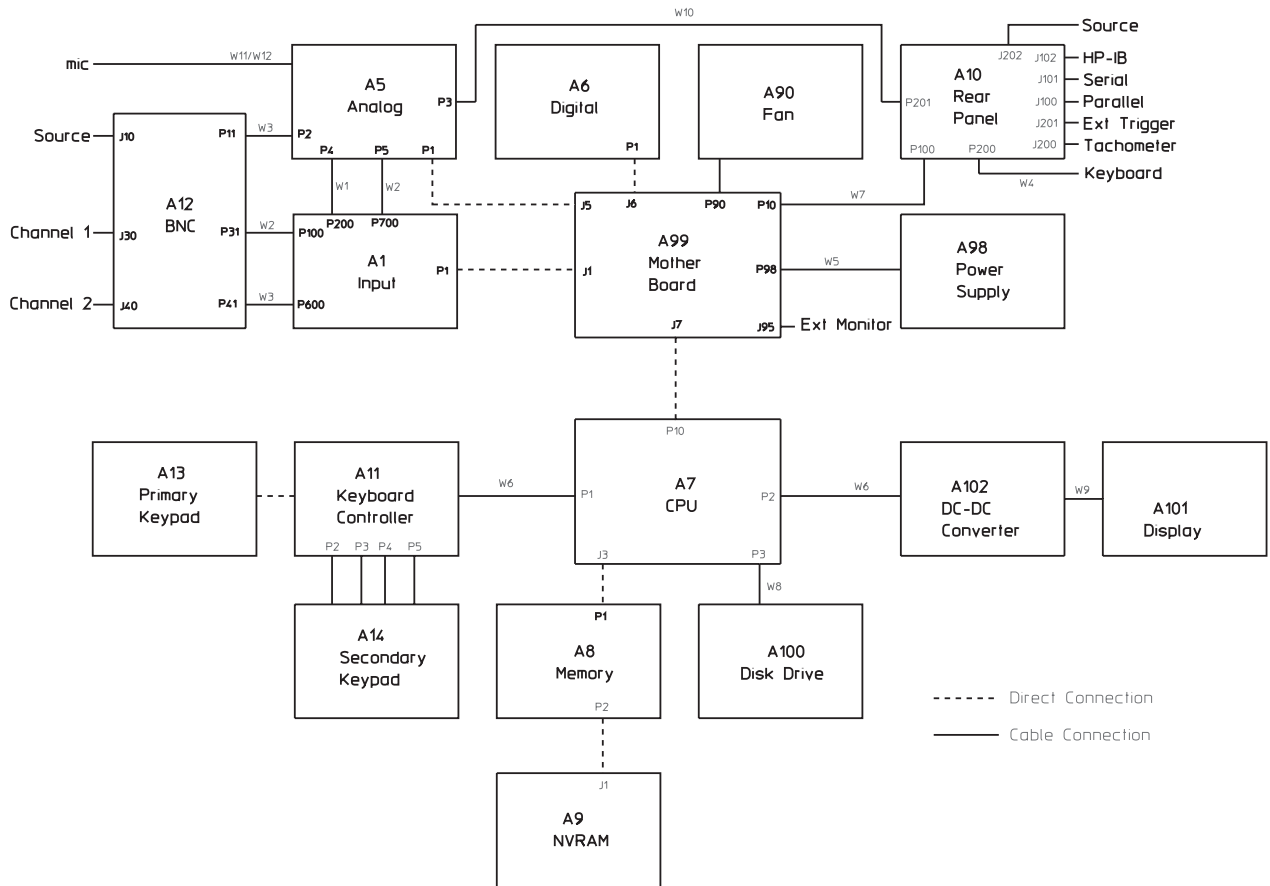 W10
Source
mic
W11/W12
A5
Analog
P3
A6
Digital
A90
Fan
J202
J102
HP-IB
A10
Rear
Panel
J101
Serial
P201
J100
Parallel
J201
Ext Trigger
J200
Tachometer
Source
J10
P11
W3
P2
P4
P5
P1
P1
P100
P200
W4
Keyboard
W1
W2
A12
BNC
J5
J6
P90
P10
W7
P200
P700
Channel 1
J30
P31
W2
P100
A1
Input
P1
J1
A99
Mother
Board
P98
W5
A98
Power
Supply
Channel 2
J40
P41
W3
P600
J7
J95
Ext Monitor
P10
A13
Primary
Keypad
A11
Keyboard
Controller
W6
P1
A7
CPU
P2
W6
A102
DC-DC
Converter
W9
A101
Display
P2
P3
P4
P5
J3
P3
W8
P1
A14
Secondary
Keypad
A8
Memory
A100
Disk Drive
P2
Direct Connection
Cable Connection
J1
A9
NVRAM